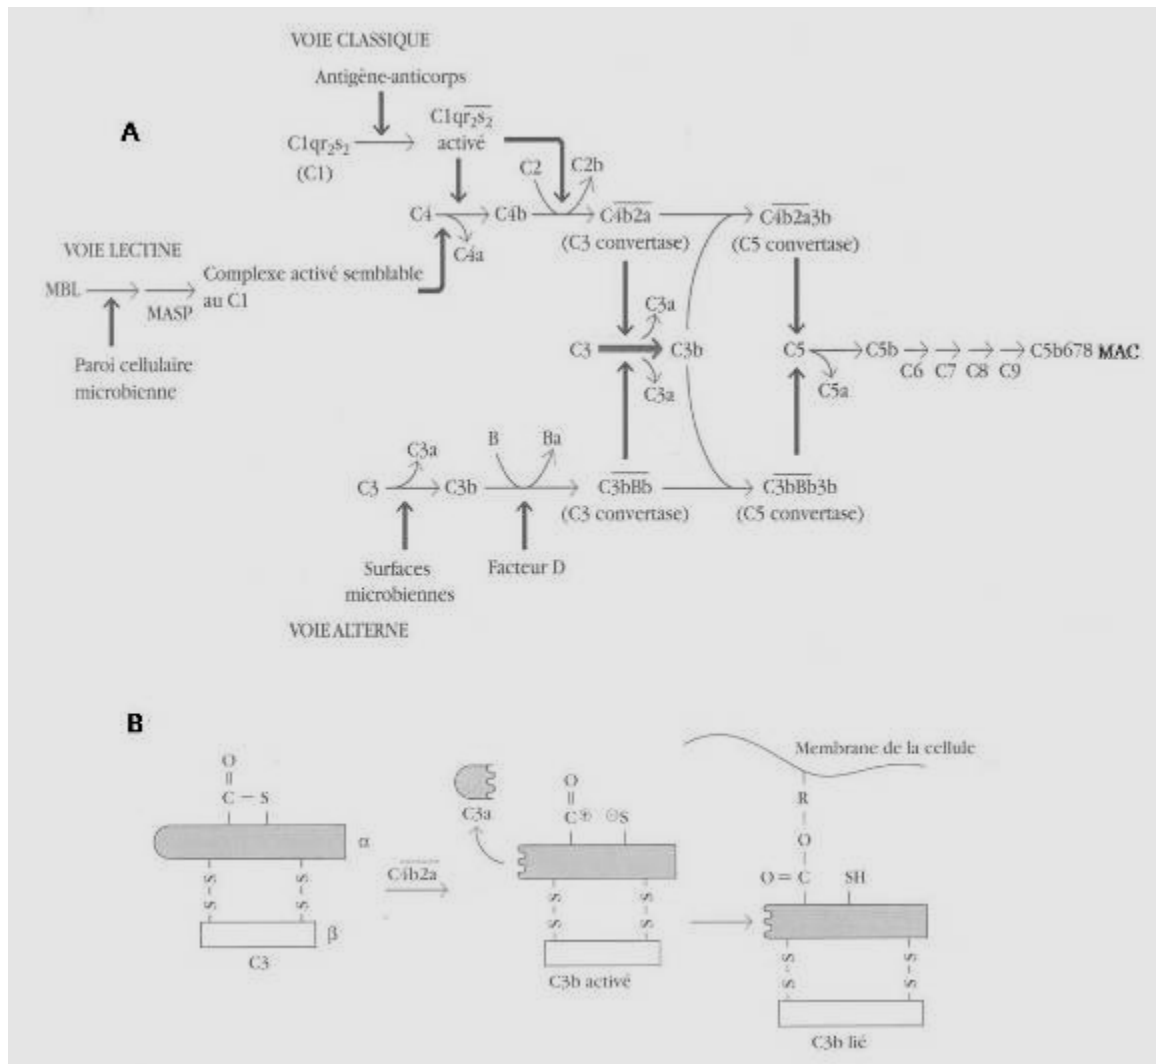 VOIE CLASSIQUE
Antigène-anticorps
A
C1qr2s2
(C1)
C1qr2s2
activé
C2
C2b
C4
C4b
C4a
C4b2a
(C3 convertase)
C4b2a3b
(C5 convertase)
VOIE LECTINE
MBL
MASP
Complexe activé semblable
au C1
Paroi cellulaire
microbienne
C3a
C3
C3b
C3a
C5
C5b
C5a
C6
C7
C8
C9
C5b678 MAC
C3a
B
Ba
C3
C3b
C3bBb
(C3 convertase)
C3bBb3b
(C5 convertase)
Surfaces
microbiennes
Facteur D
VOIE ALTERNE
B
O
C – S
α
S-S
S-S
β
C3
C4b2a
C3a
O
C⊕
⊖S
S-S
S-S
C3b activé
Membrane de la cellule
R
O
O = C
SH
S-S
S-S
C3b lié